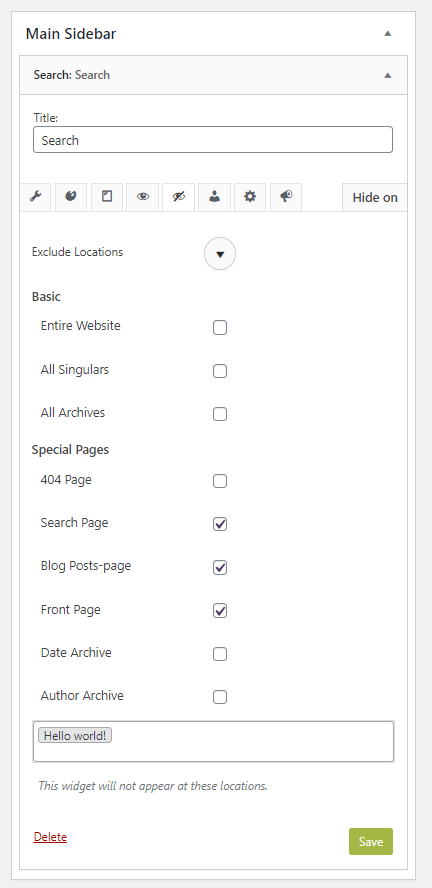 Main Sidebar
Search: Search
Title:
Search
Hide on
Exclude Locations
Basic
Entire Website
All Singulars
All Archives
Special Pages
404 Page
Search Page
Blog Posts-page
Front Page
Date Archive
Author Archive
Hello world!
This widget will not appear at these locations.
Delete
Save